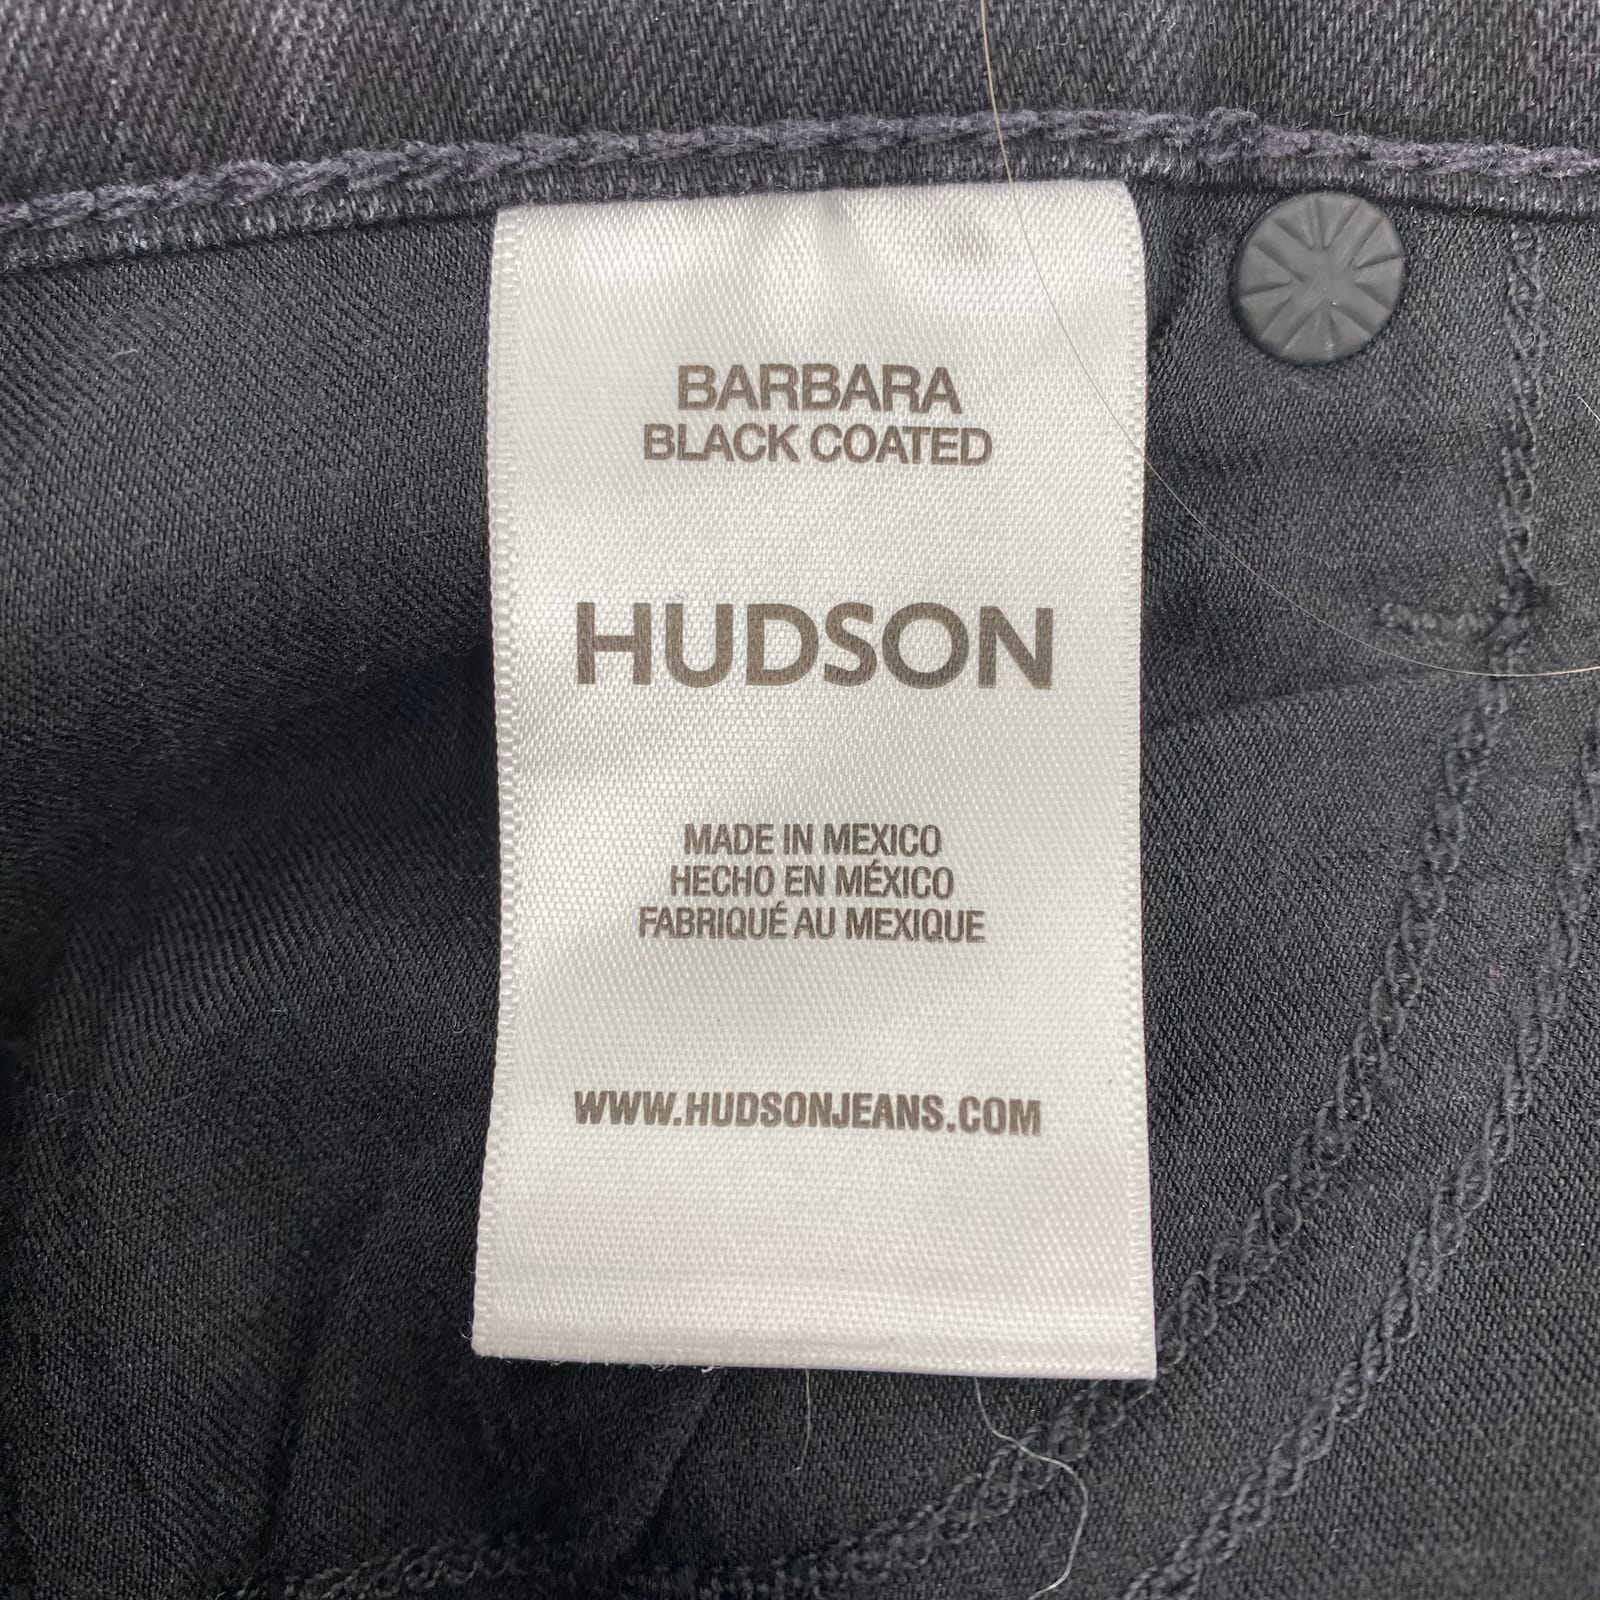 BARBARA
BLACK COATED
HUDSON
MADE IN MEXICO
HECHO EN MÉXICO
FABRIQUÉ AU MEXIQUE
WWW.HUDSONJEANS.COM